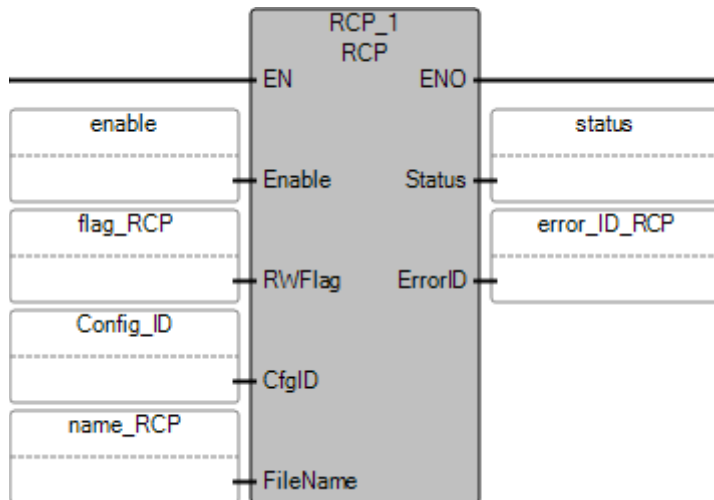 RCP_1
RCP
EN ENO
enable status
Enable Status
flag_RCP error_ID_RCP
RWFlag ErrorID
Config_ID
CfgID
name_RCP
FileName